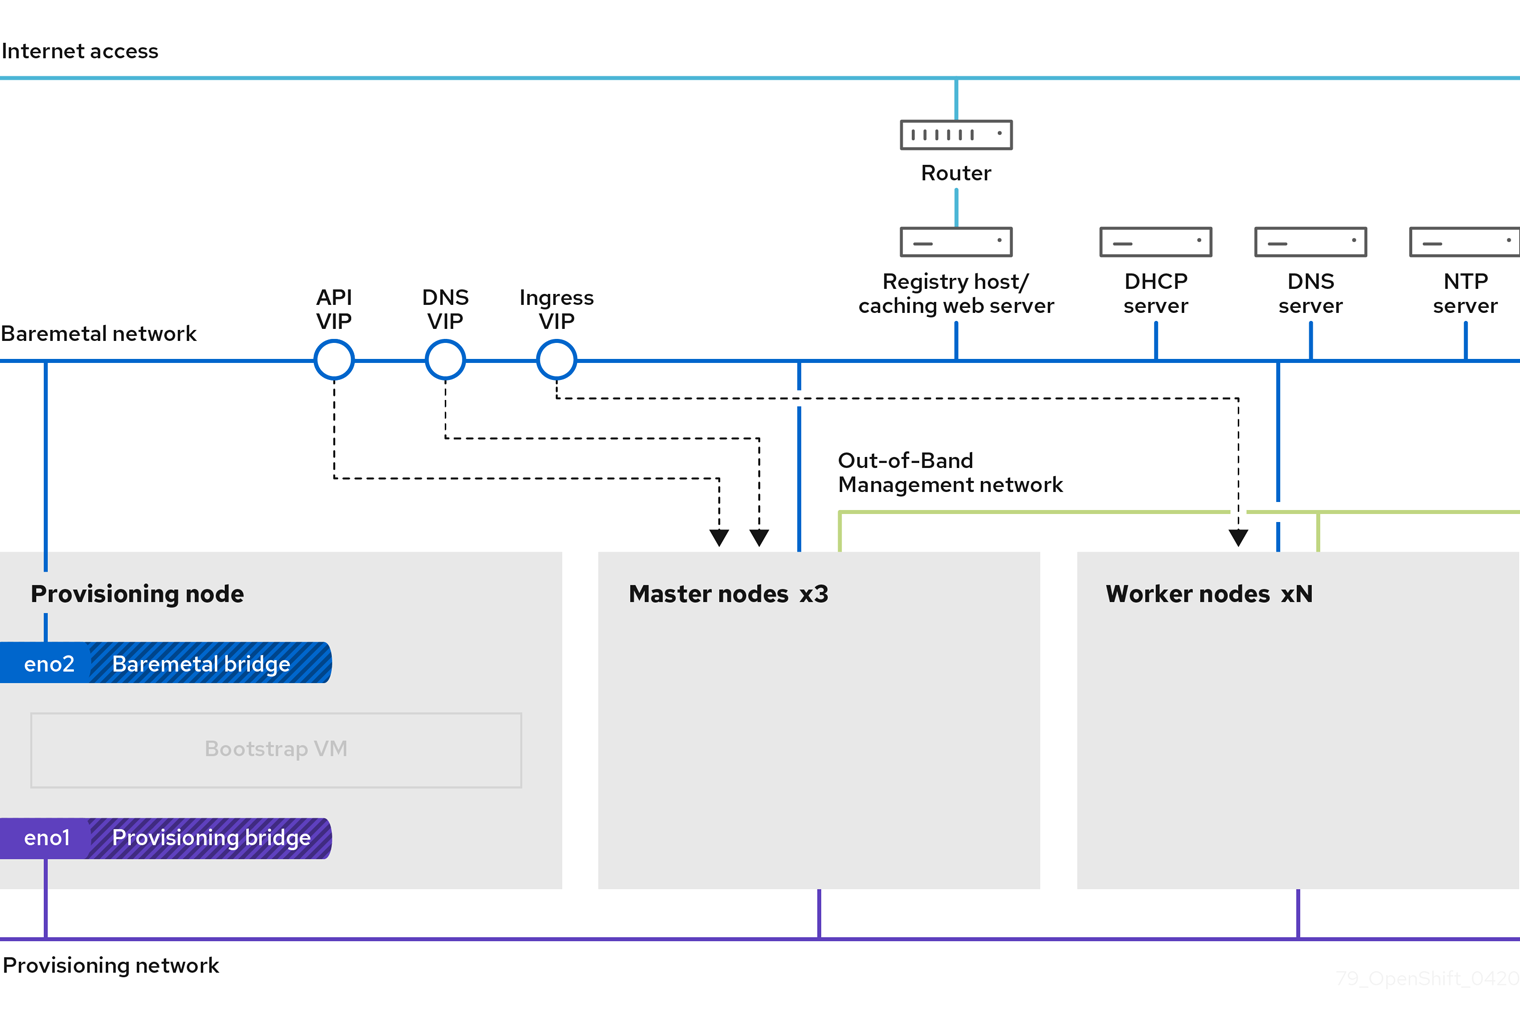 Internet access
Router
Registry host/
caching web server
DHCP
server
DNS
server
NTP
server
API
VIP
DNS
VIP
Ingress
VIP
Baremetal network
Out-of-Band
Management network
Provisioning node
eno2
Baremetal bridge
Bootstrap VM
eno1
Provisioning bridge
Master nodes x3
Worker nodes xN
Provisioning network
79_OpenShift_0420